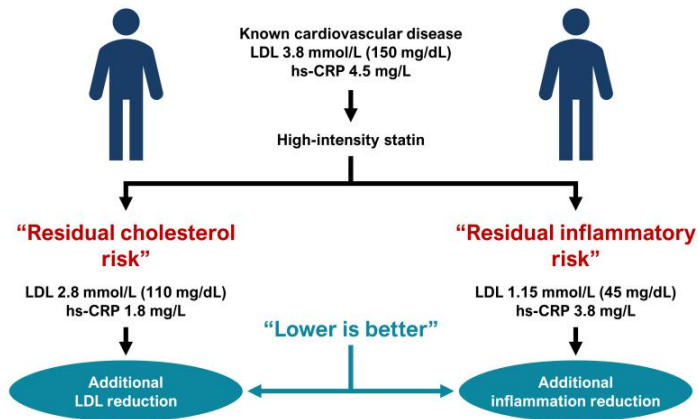 Known cardiovascular disease
LDL 3.8 mmol/L (150 mg/dL)
hs-CRP 4.5 mg/L
High-intensity statin
“Residual cholesterol
risk”
LDL 2.8 mmol/L (110 mg/dL)
hs-CRP 1.8 mg/L
“Residual inflammatory
risk”
LDL 1.15 mmol/L (45 mg/dL)
hs-CRP 3.8 mg/L
“Lower is better”
Additional
LDL reduction
Additional
inflammation reduction